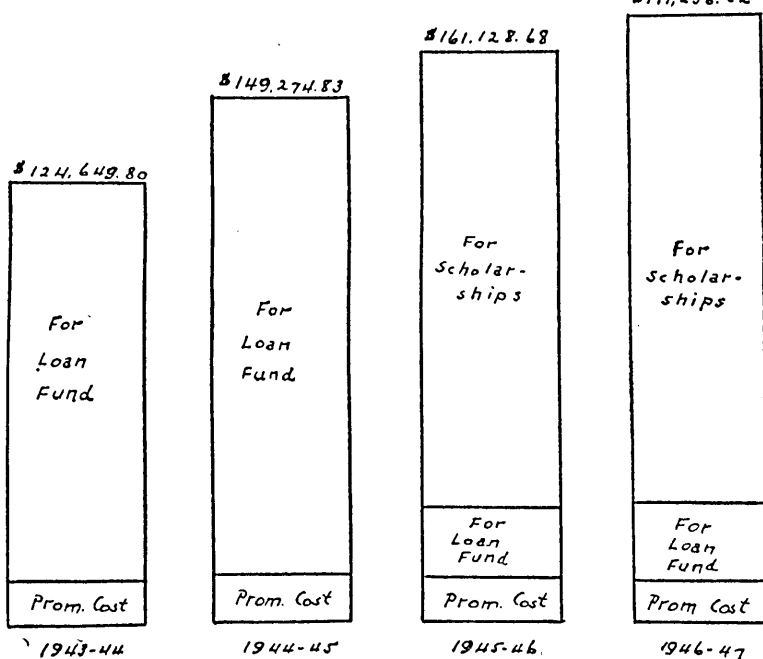 $124,649.80
For
Loan
Fund
Prom. Cost
1943-44
$149,274.83
For
Loan
Fund
Prom. Cost
1944-45
$161,128.68
For
Scholar-
ships
For
Loan
Fund
Prom. Cost
1945-46
For
Scholar-
ships
For
Loan
Fund
Prom Cost
1946-47